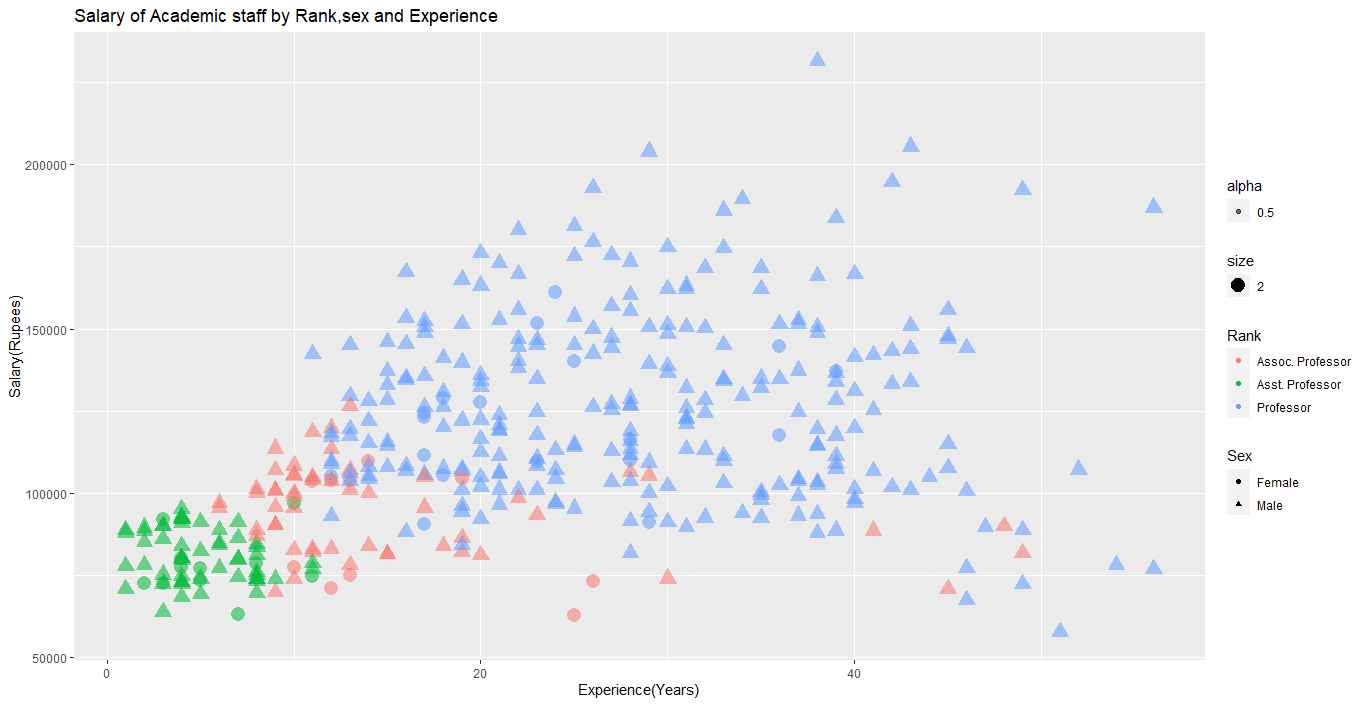 Salary of Academic staff by Rank,sex and Experience
Salary(Rupees)
200000
150000
100000
50000
0
20
40
Experience(Years)
alpha
0.5
size
2
Rank
Assoc. Professor
Asst. Professor
Professor
Sex
Female
Male